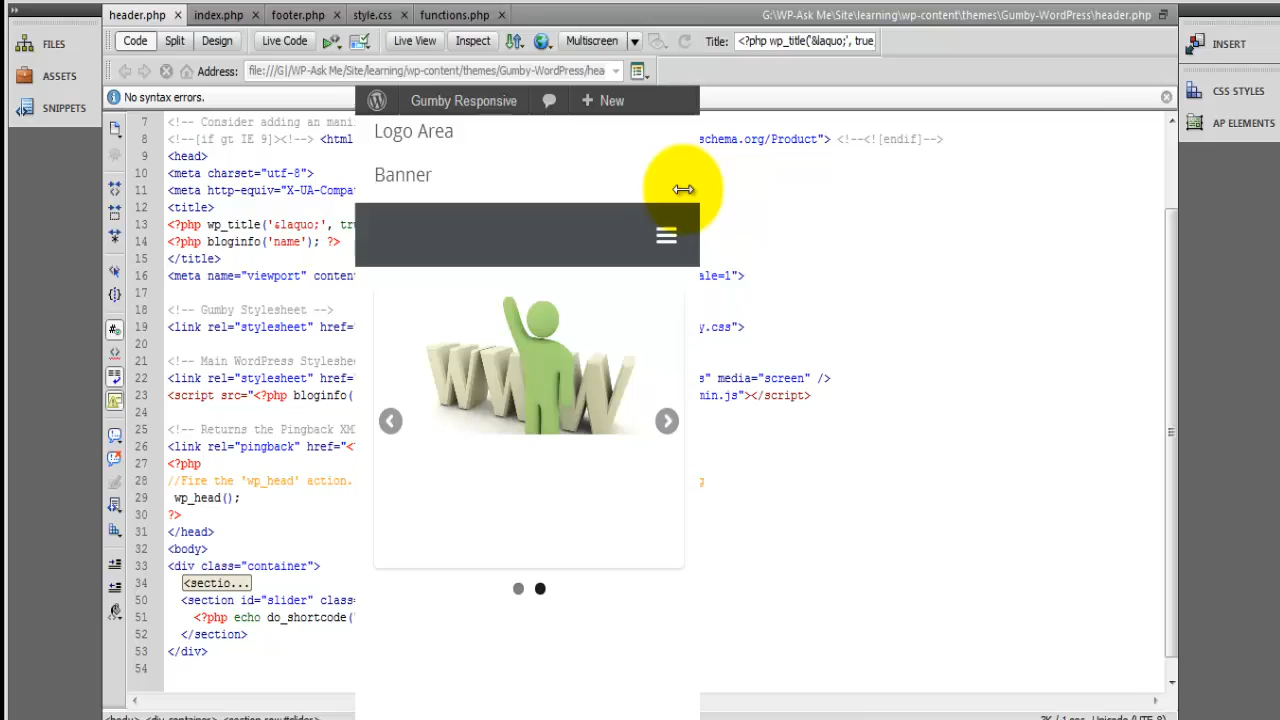 header.php × index.php × footer.php × style.css × functions.php × G:\WP-Ask Me\Site\learning\wp-content\themes\Gumby-WordPress\header.php
FILES
ASSETS
SNIPPETS
Code Split Design Live Code Live View Inspect Multiscreen Title: <?php wp_title('&laquo;', true
Address: file:///G|/WP-Ask Me/Site/learning/wp-content/themes/Gumby-WordPress/hea
No syntax errors.
INSERT
CSS STYLES
AP ELEMENTS
Gumby Responsive + New
Logo Area
Banner
WWW
7 <!-- Consider adding an mani
8 <!--[if gt IE 9]><!--> <html schema.org/Product"> <!--<![endif]-->
9 <head>
10 <meta charset="utf-8">
11 <meta http-equiv="X-UA-Compa
12 <title>
13 <?php wp_title('&laquo;', tru
14 <?php bloginfo('name'); ?>
15 </title>
16 <meta name="viewport" conten ale=1">
17
18 <!-- Gumby Stylesheet -->
19 <link rel="stylesheet" href= y.css">
20
21 <!-- Main WordPress Styleshe
22 <link rel="stylesheet" href= s" media="screen" />
23 <script src="<?php bloginfo( min.js"></script>
24
25 <!-- Returns the Pingback XM
26 <link rel="pingback" href="<
27 <?php
28 //Fire the 'wp_head' action. g
29 wp_head();
30 ?>
31 </head>
32 <body>
33 <div class="container">
34 <sectio...
50 <section id="slider" class=
51 <?php echo do_shortcode(
52 </section>
53 </div>
54